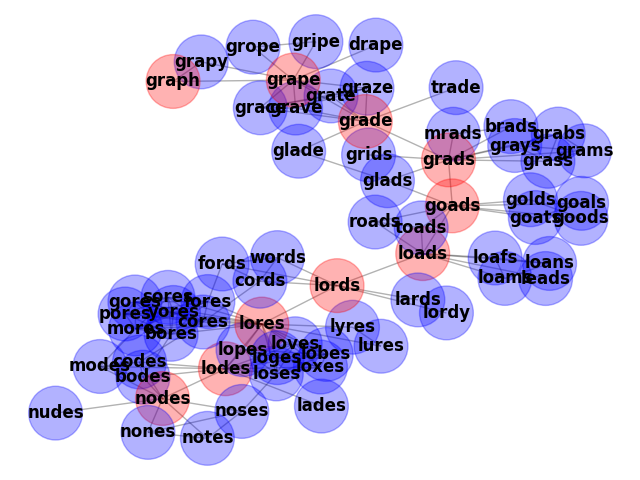 gripe
drape
grope
grapy
graph
grape
graze
trade
grate
grace
grave
grade
brads
mrads
grabs
grays
grams
glade
grids
grads
grass
glads
golds
goals
goads
goats
goods
roads
toads
loads
loafs
loans
loams
leads
words
fords
cords
lords
lards
lordy
sores
gores
fores
pores
yores
mores
cores
bores
lores
lyres
lures
lopes
loves
loges
lobes
loxes
loses
codes
modes
bodes
lodes
nodes
lades
nudes
noses
nones
notes